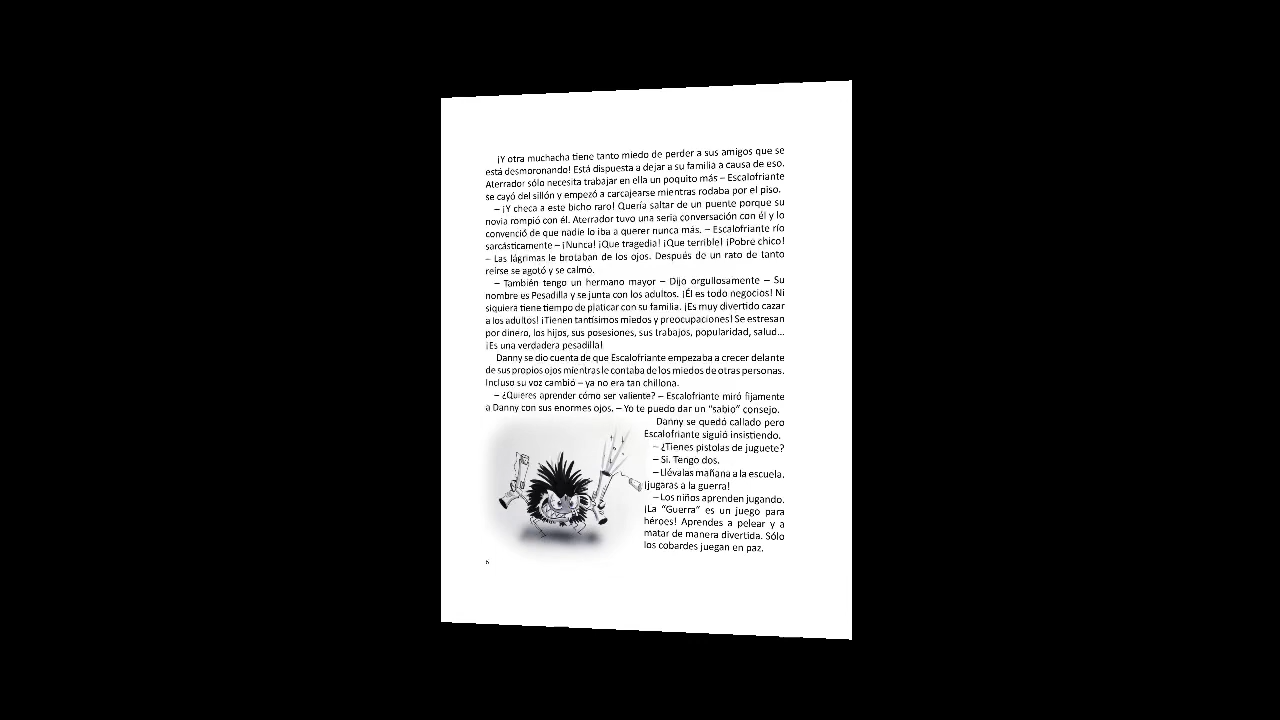 ¡Y otra muchacha tiene tanto miedo de perder a sus amigos que se
está desmoronando! Está dispuesta a dejar a su familia a causa de eso.
Aterrador sólo necesita trabajar en ella un poquito más – Escalofriante
se cayó del sillón y empezó a carcajearse mientras rodaba por el piso.
– ¡Y checa a este bicho raro! Quería saltar de un puente porque su
novia rompió con él. Aterrador tuvo una seria conversación con él y lo
convenció de que nadie lo iba a querer nunca más. – Escalofriante río
sarcásticamente – ¡Nunca! ¡Que tragedia! ¡Que terrible! ¡Pobre chico!
– Las lágrimas le brotaban de los ojos. Después de un rato de tanto
reírse se agotó y se calmó.
– También tengo un hermano mayor – Dijo orgullosamente – Su
nombre es Pesadilla y se junta con los adultos. ¡Él es todo negocios! Ni
siquiera tiene tiempo de platicar con su familia. ¡Es muy divertido cazar
a los adultos! ¡Tienen tantísimos miedos y preocupaciones! Se estresan
por dinero, los hijos, sus posesiones, sus trabajos, popularidad, salud...
¡Es una verdadera pesadilla!
Danny se dio cuenta de que Escalofriante empezaba a crecer delante
de sus propios ojos mientras le contaba de los miedos de otras personas.
Incluso su voz cambió – ya no era tan chillona.
– ¿Quieres aprender cómo ser valiente? – Escalofriante miró fijamente
a Danny con sus enormes ojos. – Yo te puedo dar un "sabio" consejo.
Danny se quedó callado pero
Escalofriante siguió insistiendo.
– ¿Tienes pistolas de juguete?
– Si. Tengo dos.
– Llévalas mañana a la escuela.
¡jugaras a la guerra!
– Los niños aprenden jugando.
¡La "Guerra" es un juego para
héroes! Aprendes a pelear y a
matar de manera divertida. Sólo
los cobardes juegan en paz.
6